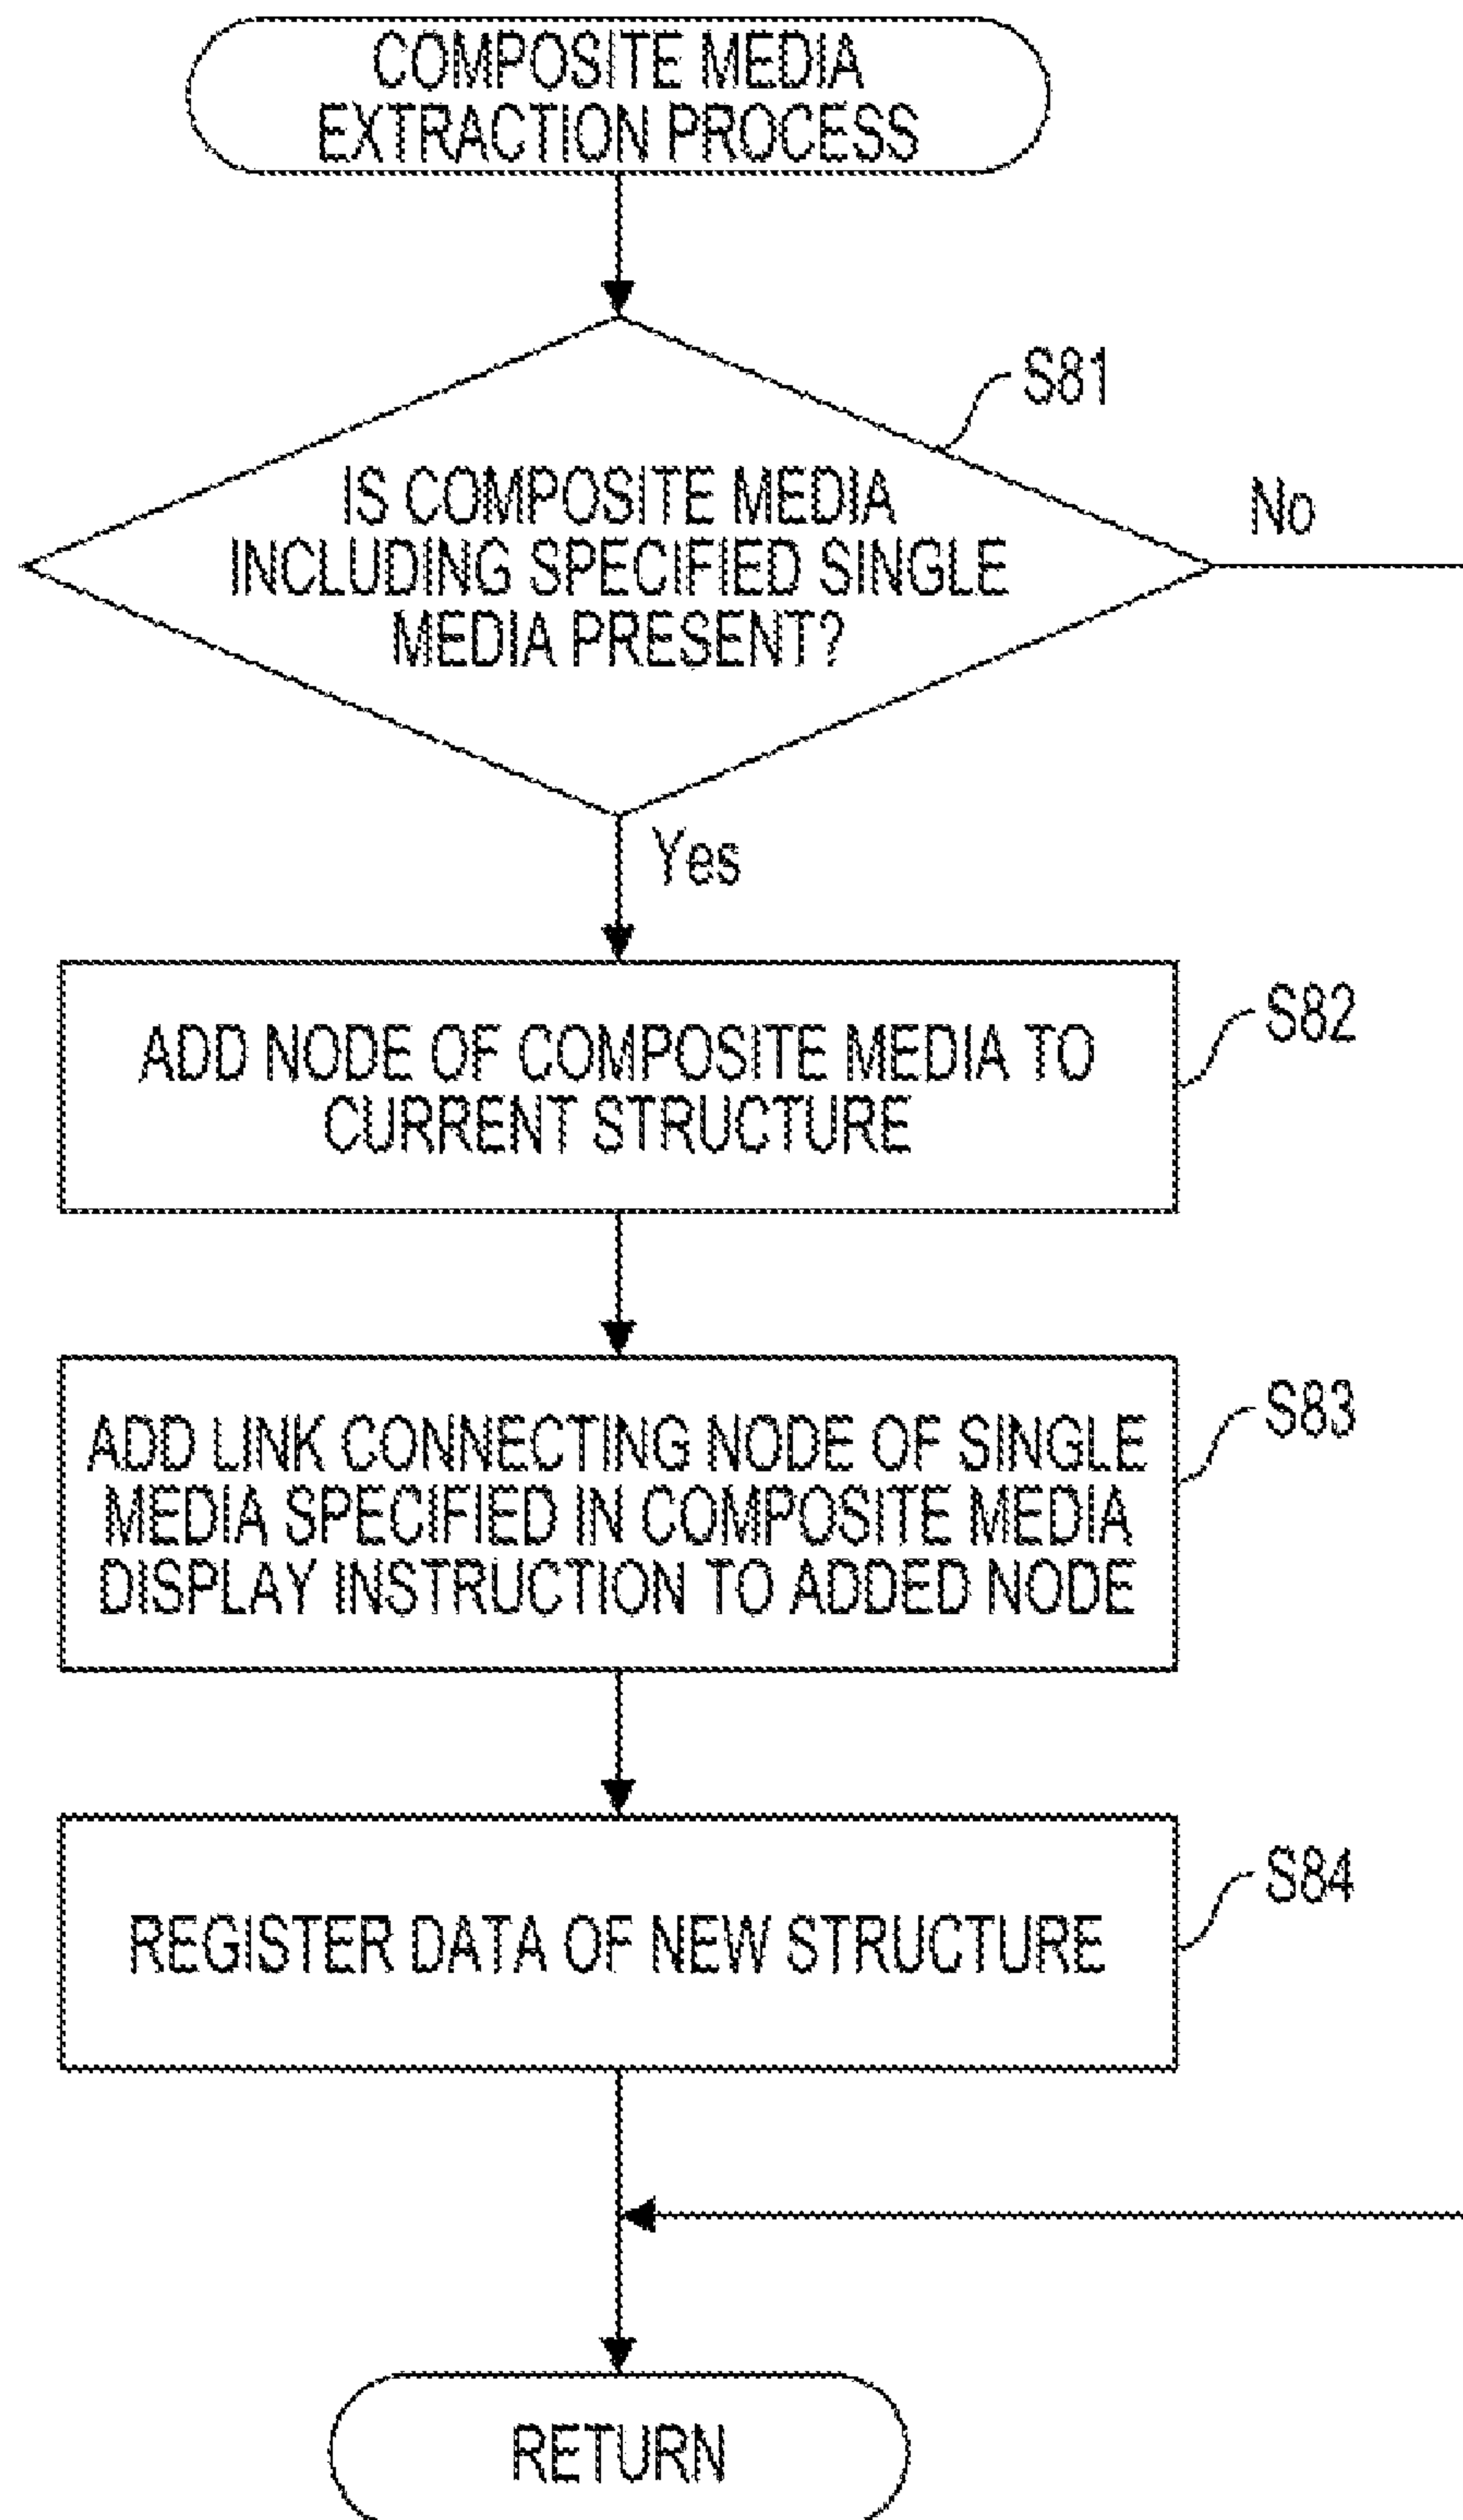 COMPOSITE MEDIA
EXTRACTION PROCESS
S81
IS COMPOSITE MEDIA
INCLUDING SPECIFIED SINGLE
MEDIA PRESENT?
No
Yes
S82
ADD NODE OF COMPOSITE MEDIA TO
CURRENT STRUCTURE
S83
ADD LINK CONNECTING NODE OF SINGLE
MEDIA SPECIFIED IN COMPOSITE MEDIA
DISPLAY INSTRUCTION TO ADDED NODE
S84
REGISTER DATA OF NEW STRUCTURE
RETURN